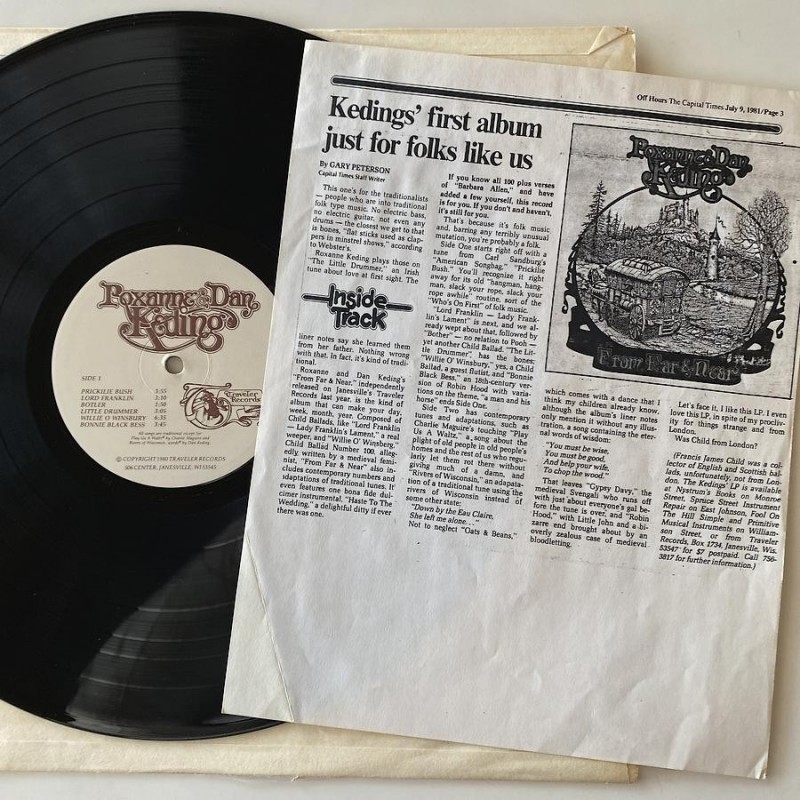 Roxanne & Dan
Keding
SIDE 1
PRICKILIE BUSH 3:35
LORD FRANKLIN 3:10
BOTLER 2:50
LITTLE DRUMMER 3:05
WILLIE O WINSBURY 6:35
BONNIE BLACK BESS 3:45
All songs are traditional except for
© COPYRIGHT 1980 TRAVELER RECORDS
508 CENTER, JANESVILLE, WI 53545
Traveler
Records
Off Hours The Capital Times July 9, 1981/Page 3
Kedings' first album
just for folks like us
By GARY PETERSON
Capital Times Staff Writer
This one's for the traditionalists
— people who are into traditional
folk type music. No electric bass,
no electric guitar, not even any
drums — the closest we get to that
is bones, "flat sticks used as clap-
pers in minstrel shows," according
to Webster's.
Roxanne Keding plays those on
"The Little Drummer," an Irish
tune about love at first sight. The
Inside
Track
liner notes say she learned them
from her father. Nothing wrong
with that. In fact, it's kind of tradi-
tional.
Roxanne and Dan Keding's
"From Far & Near," independently
released on Janesville's Traveler
Records last year, is the kind of
album that can make your day,
week, month, year. Composed of
Child Ballads, like "Lord Franklin
— Lady Franklin's Lament," a real
weeper, and "Willie O' Winsberg,"
Child Ballad Number 100, alleg-
edly, written by a medieval femi-
nist, "From Far & Near" also in-
cludes contemporary numbers and
adaptations of traditional tunes. If
even features one bona fide dul-
cimer instrumental. "Haste To The
Wedding," a delightful ditty if ever
there was one.
If you know all 100 plus verses
of "Barbara Allen," and have
added a few yourself, this record
is for you. If you don't and haven't,
it's still for you.
That's because it's folk music
and, barring any terribly unusual
mutation, you're probably a folk.
Side One starts right off with a
tune from Carl Sandburg's
"American Songbag," "Pricklie
Bush." You'll recognize it right
away for its old "hangman, hang-
man, slack your rope, slack your
rope awhile" routine, sort of the
"Who's On First" of folk music.
"Lord Franklin — Lady Frank-
lin's Lament" is next, and we al-
ready wept about that, followed by
"Bother" — no relation to Pooh —
yet another Child Ballad. "The Lit-
tle Drummer", has the bones;
"Willie O' Winsbury," yes, a Child
Ballad, a guest flutist, and "Bonnie
Black Bess," an 18th-century ver-
sion of Robin Hood with varia-
tions on the theme, "a man and his
horse" ends Side One.
Side Two has contemporary
tunes and adaptations, such as
Charlie Maguire's touching "Play
Us A Waltz," a song about the
plight of old people in old people's
homes and the rest of us who regu-
larly let them rot there without
giving much of a damn, and
"Rivers of Wisconsin," an adapta-
tion of a traditional tune using the
rivers of Wisconsin instead of
some other state:
"Down by the Eau Claire,
She left me alone..."
Not to neglect "Oats & Beans,"
Roxanne & Dan
Keding
From Far & Near
which comes with a dance that I
think my children already know,
although the album's liner notes
only mention it without any illus-
tration, a song containing the eter-
nal words of wisdom:
"You must be wise,
You must be good,
And help your wife,
To chop the wood."
That leaves "Gypsy Davy," the
medieval Svengali who runs off
with just about everyone's gal be-
fore the tune is over, and "Robin
Hood," with Little John and a bi-
zarre end brought about by an
overly zealous case of medieval
bloodletting.
Let's face it, I like this LP. I even
love this LP, in spite of my procliv-
ity for things strange and from
London.
Was Child from London?
(Francis James Child was a col-
lector of English and Scottish bal-
lads, unfortunately, not from Lon-
don. The Kedings' LP is available
at Nystrum's Books on Monroe
Street, Spruce Street Instrument
Repair on East Johnson, Fool On
The Hill Simple and Primitive
Musical Instruments on William-
son Street, or from Traveler
Records, Box 1734, Janesville, Wis.
53547 for $7 postpaid. Call 756-
3817 for further information.)